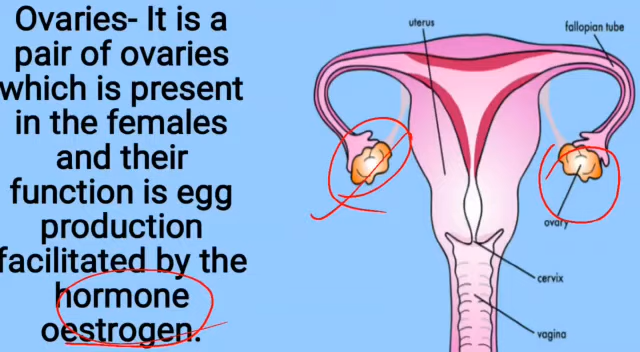 Ovaries- It is a
pair of ovaries
which is present
in the females
and their
function is egg
production
facilitated by the
hormone
oestrogen.
uterus
fallopian tube
ovary
cervix
vagina